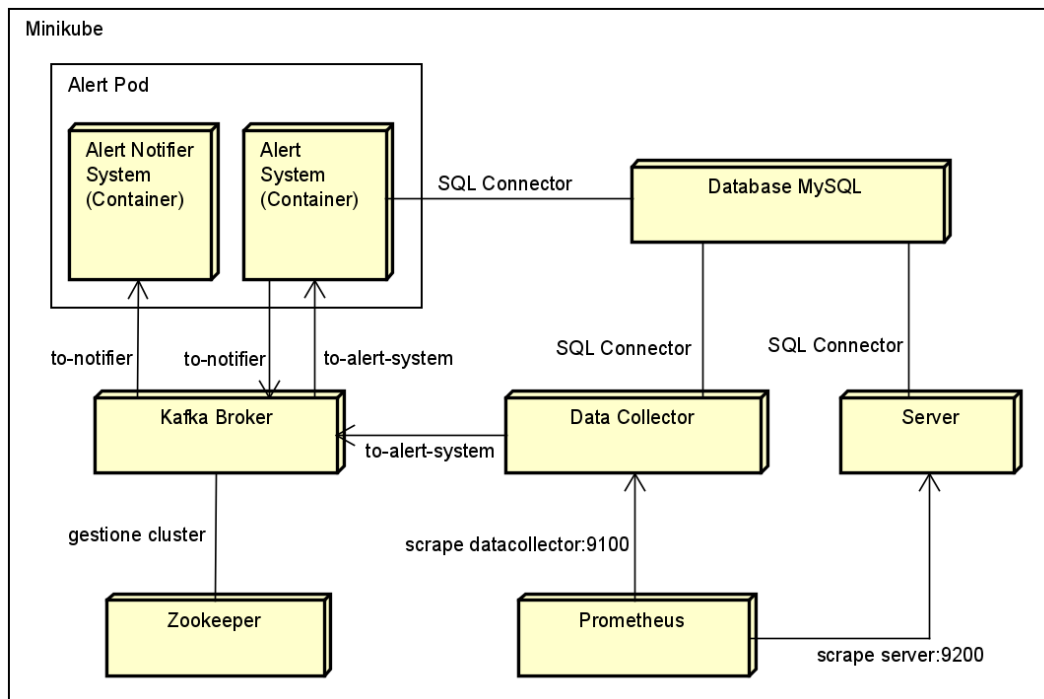 Minikube
Alert Pod
Alert Notifier
System
(Container)
Alert
System
(Container)
SQL Connector
Database MySQL
to-notifier
to-notifier
to-alert-system
SQL Connector
SQL Connector
Kafka Broker
Data Collector
Server
to-alert-system
gestione cluster
scrape datacollector:9100
Zookeeper
Prometheus
scrape server:9200